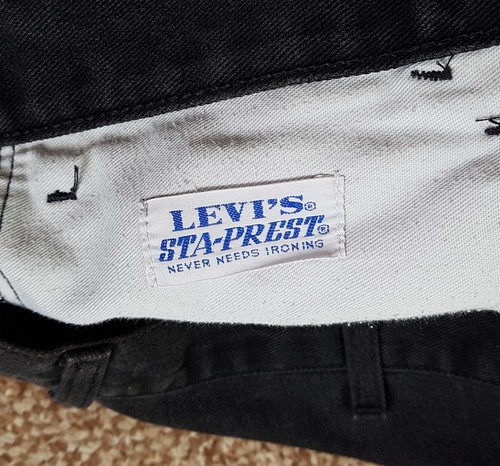 LEVI'S®
STA-PREST®
NEVER NEEDS IRONING